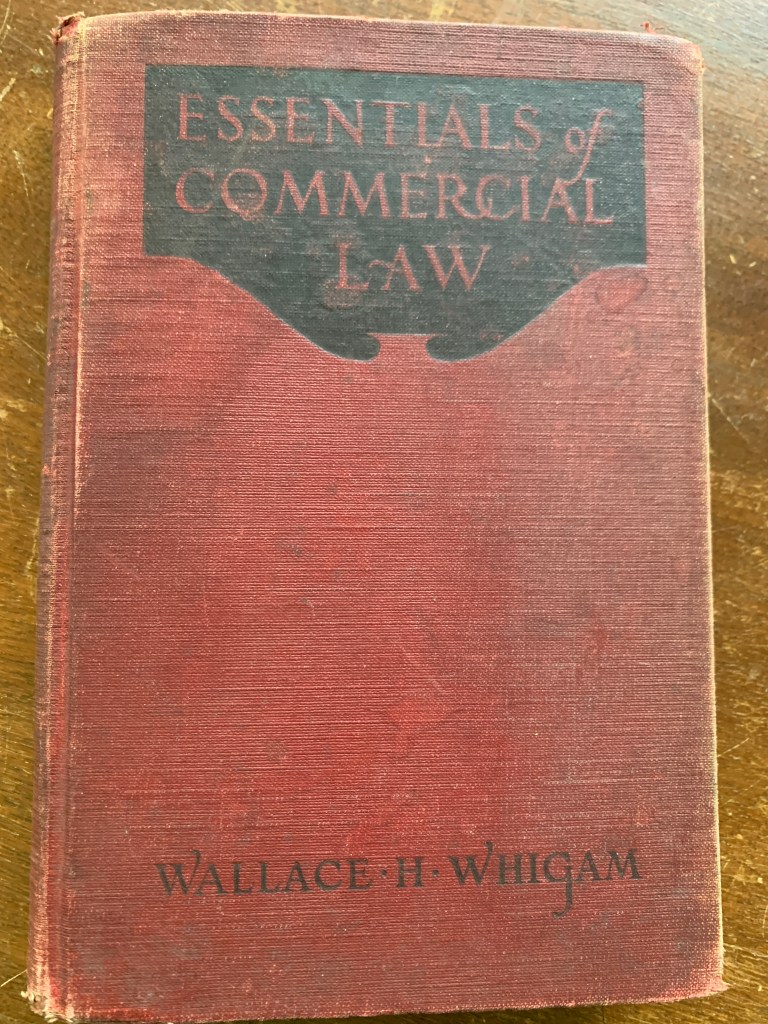 ESSENTIALS of
COMMERCIAL
LAW
WALLACE · H · WHIGAM